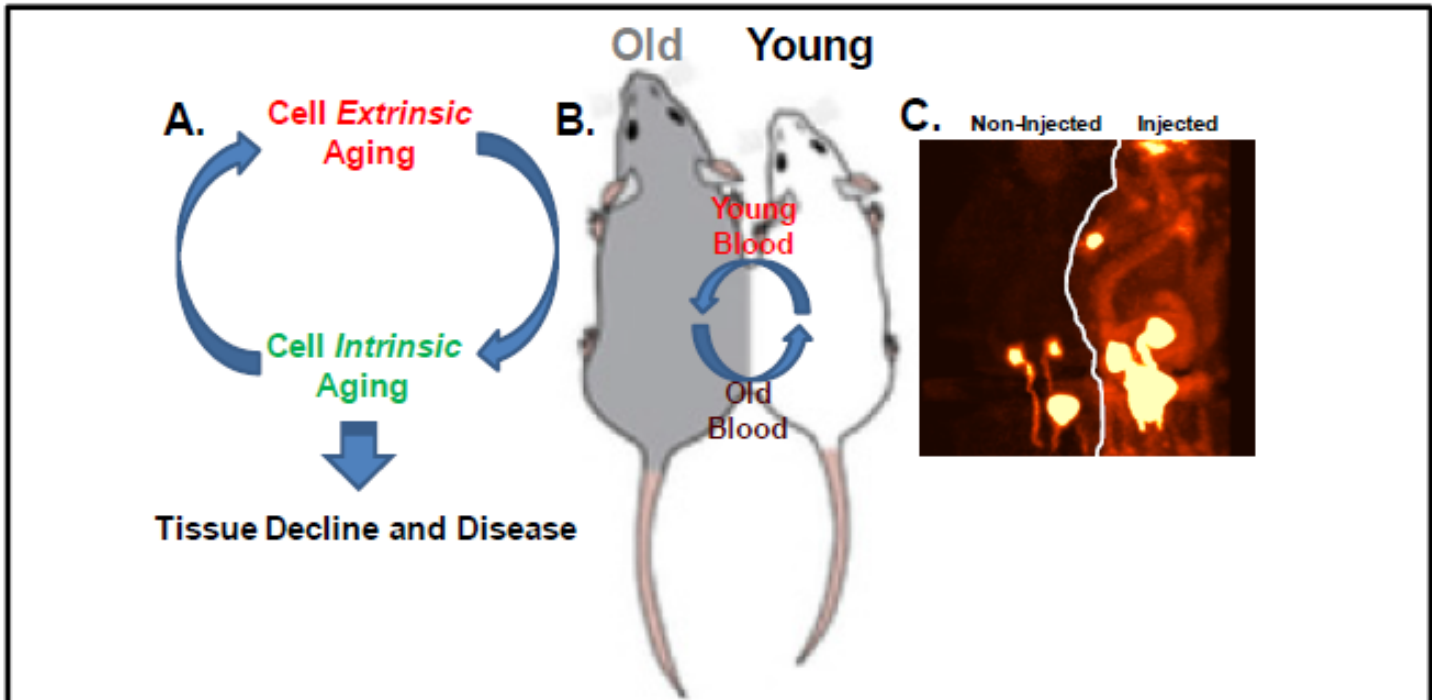 A.
Cell Extrinsic
Aging
Cell Intrinsic
Aging
Tissue Decline and Disease
B.
Old Young
Young
Blood
Old
Blood
C.
Non-Injected Injected